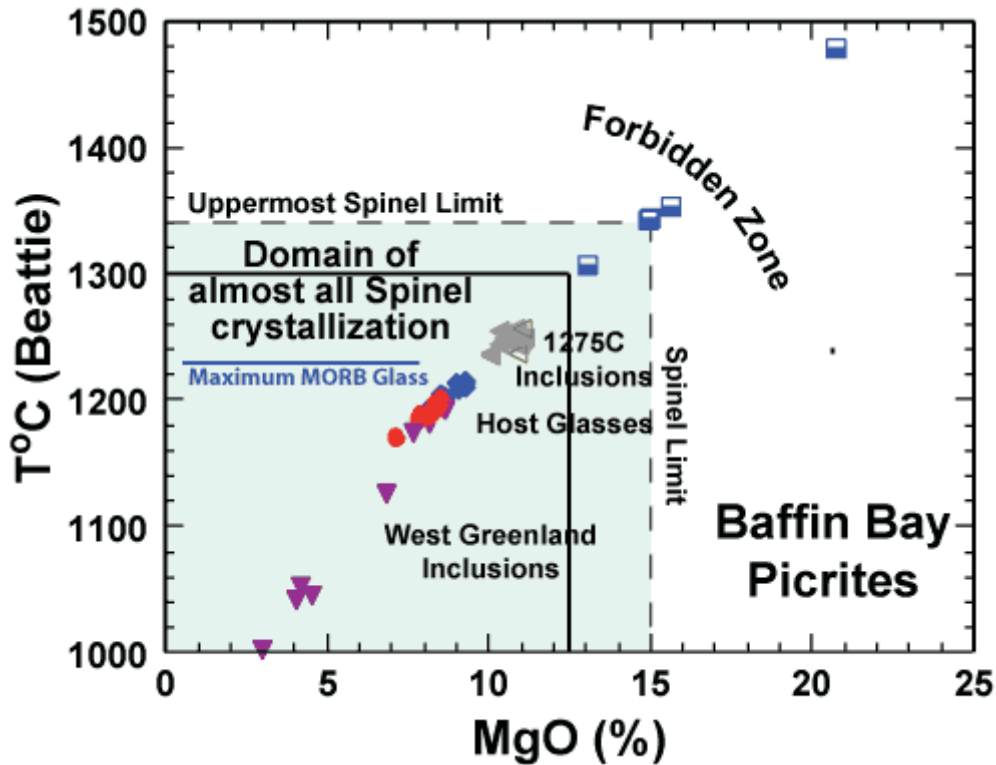 1500
1400
1300
1200
1100
1000
T°C (Beattie)
Forbidden Zone
Uppermost Spinel Limit
Domain of
almost all Spinel
crystallization
Maximum MORB Glass
1275C
Inclusions
Host Glasses
Spinel Limit
West Greenland
Inclusions
Baffin Bay
Picrites
0
5
10
15
20
25
MgO (%)